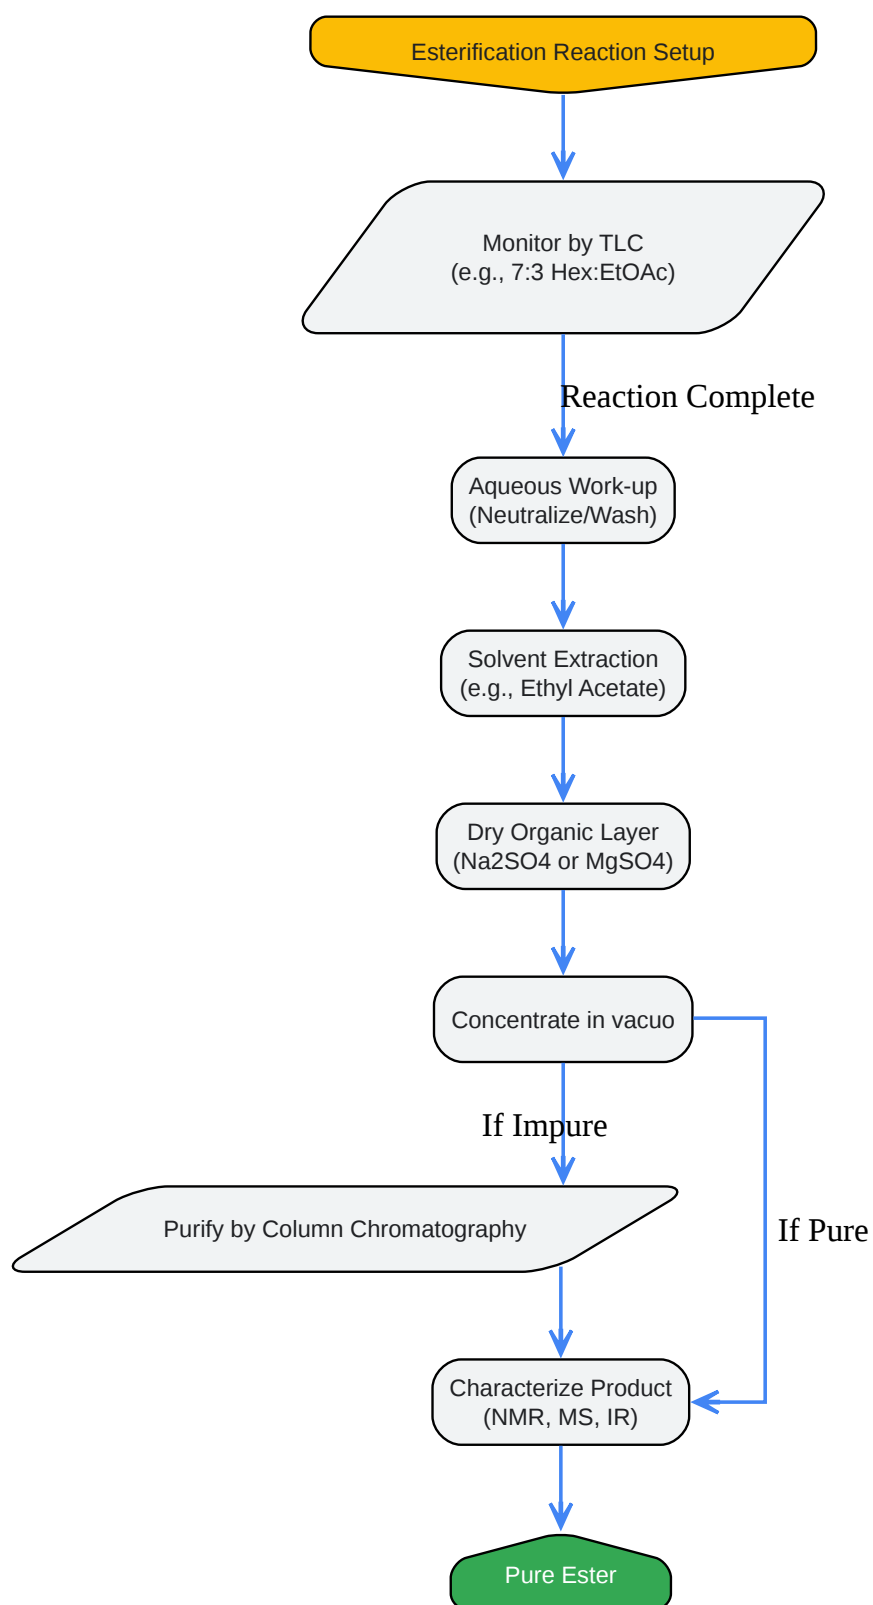 Esterification Reaction Setup
Monitor by TLC
(e.g., 7:3 Hex:EtOAc)
Reaction Complete
Aqueous Work-up
(Neutralize/Wash)
Solvent Extraction
(e.g., Ethyl Acetate)
Dry Organic Layer
(Na2SO4 or MgSO4)
Concentrate in vacuo
If Impure
Purify by Column Chromatography
If Pure
Characterize Product
(NMR, MS, IR)
Pure Ester